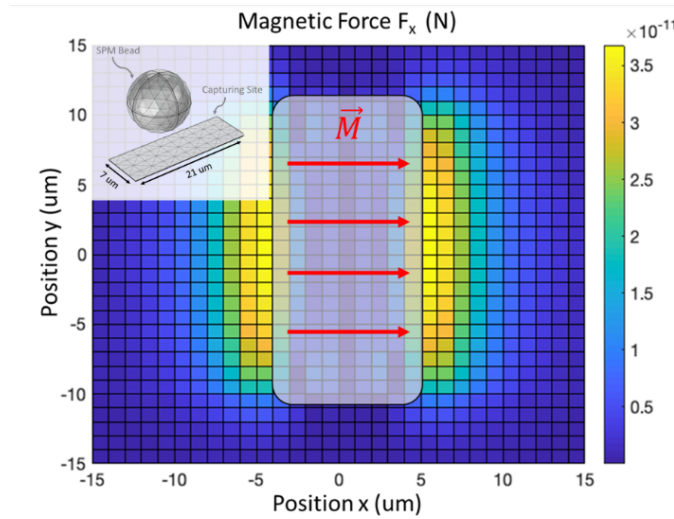 Magnetic Force Fₓ (N)
×10⁻¹¹
SPM Bead
Capturing Site
7 um
21 um
M
15
10
5
0
-5
-10
-15
Position y (um)
-15
-10
-5
0
5
10
15
Position x (um)
3.5
3
2.5
2
1.5
1
0.5